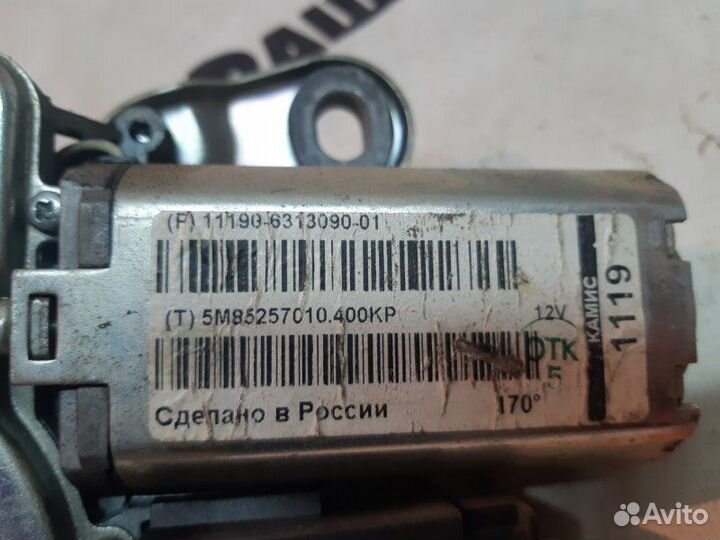 (P) 11190-6313090-01
(T) 5M85257010.400KP
12V
ОТК
5
Сделано в России
170°
КАМИС
1119
Avito